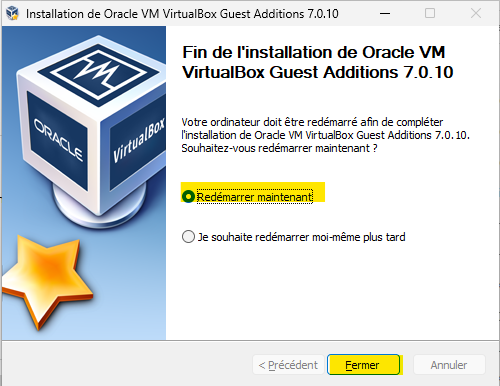 Installation de Oracle VM VirtualBox Guest Additions 7.0.10
Fin de l'installation de Oracle VM
VirtualBox Guest Additions 7.0.10
Votre ordinateur doit être redémarré afin de compléter
l'installation de Oracle VM VirtualBox Guest Additions 7.0.10.
Souhaitez-vous redémarrer maintenant ?
ORACLE
VirtualBox
Redémarrer maintenant
Je souhaite redémarrer moi-même plus tard
< Précédent
Fermer
Annuler